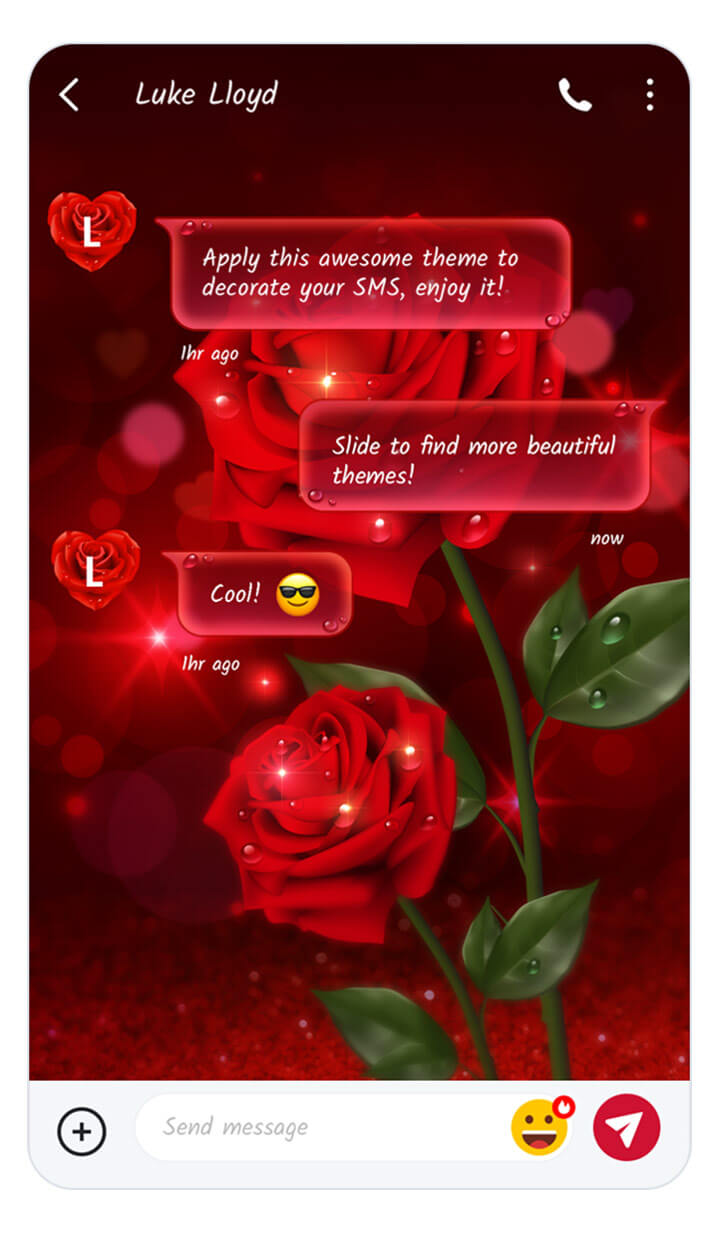 Luke Lloyd
L
Apply this awesome theme to
decorate your SMS, enjoy it!
1hr ago
Slide to find more beautiful
themes!
now
L
Cool! 😎
1hr ago
Send message